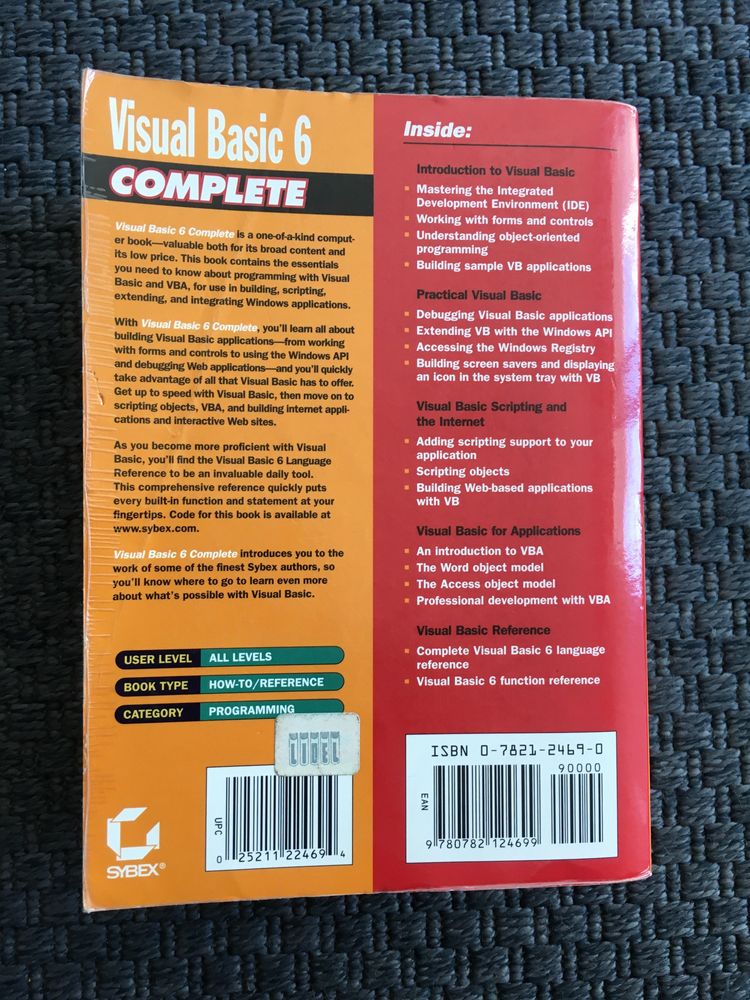 Visual Basic 6
COMPLETE
Visual Basic 6 Complete is a one-of-a-kind comput-
er book—valuable both for its broad content and
its low price. This book contains the essentials
you need to know about programming with Visual
Basic and VBA, for use in building, scripting,
extending, and integrating Windows applications.
With Visual Basic 6 Complete, you'll learn all about
building Visual Basic applications—from working
with forms and controls to using the Windows API
and debugging Web applications—and you'll quickly
take advantage of all that Visual Basic has to offer.
Get up to speed with Visual Basic, then move on to
scripting objects, VBA, and building internet appli-
cations and interactive Web sites.
As you become more proficient with Visual
Basic, you'll find the Visual Basic 6 Language
Reference to be an invaluable daily tool.
This comprehensive reference quickly puts
every built-in function and statement at your
fingertips. Code for this book is available at
www.sybex.com.
Visual Basic 6 Complete introduces you to the
work of some of the finest Sybex authors, so
you'll know where to go to learn even more
about what's possible with Visual Basic.
USER LEVEL ALL LEVELS
BOOK TYPE HOW-TO/REFERENCE
CATEGORY PROGRAMMING
LIDEL
UPC
0 25211 22469 4
SYBEX®
Inside:
Introduction to Visual Basic
Mastering the Integrated
Development Environment (IDE)
Working with forms and controls
Understanding object-oriented
programming
Building sample VB applications
Practical Visual Basic
Debugging Visual Basic applications
Extending VB with the Windows API
Accessing the Windows Registry
Building screen savers and displaying
an icon in the system tray with VB
Visual Basic Scripting and
the Internet
Adding scripting support to your
application
Scripting objects
Building Web-based applications
with VB
Visual Basic for Applications
An introduction to VBA
The Word object model
The Access object model
Professional development with VBA
Visual Basic Reference
Complete Visual Basic 6 language
reference
Visual Basic 6 function reference
ISBN 0-7821-2469-0
90000
EAN
9 780782 124699